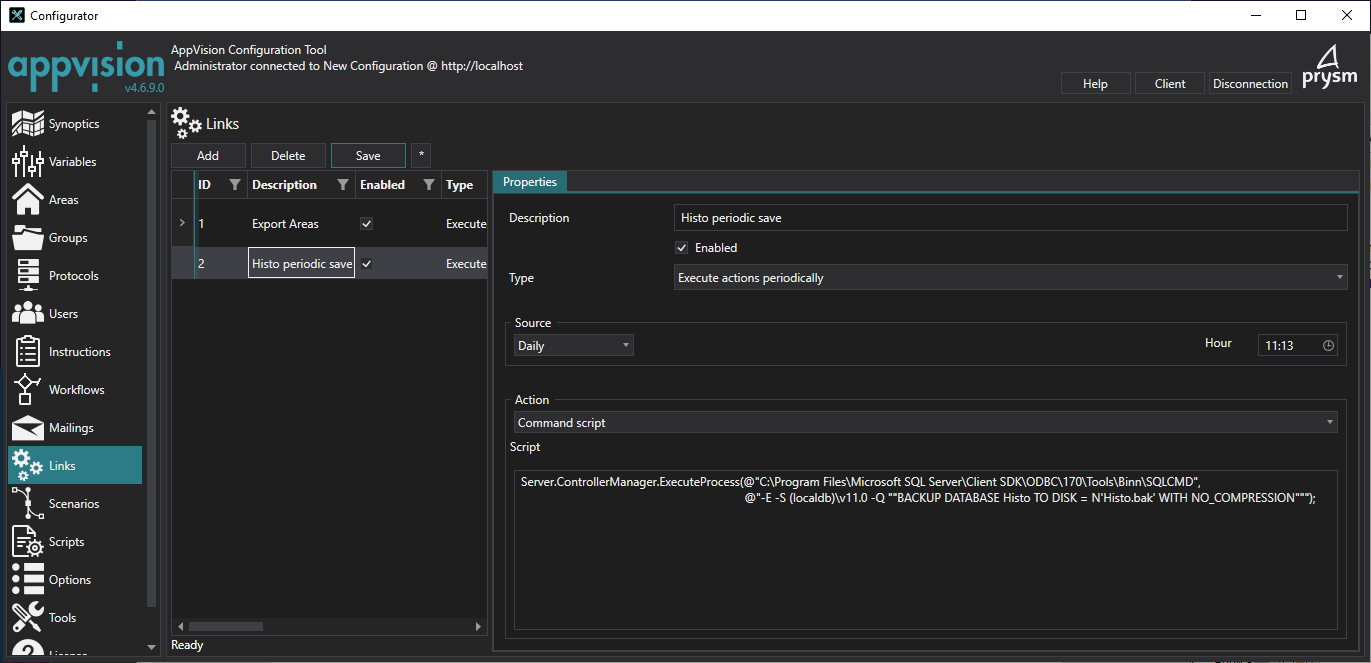 Configurator
appvision
v4.6.9.0
AppVision Configuration Tool
Administrator connected to New Configuration @ http://localhost
Help
Client
Disconnection
prysm
Synoptics
Variables
Areas
Groups
Protocols
Users
Instructions
Workflows
Mailings
Links
Scenarios
Scripts
Options
Tools
Links
Add
Delete
Save
*
ID
Description
Enabled
Type
1
Export Areas
Execute
2
Histo periodic save
Execute
Ready
Properties
Description
Histo periodic save
Enabled
Type
Execute actions periodically
Source
Daily
Hour
11:13
Action
Command script
Script
Server.ControllerManager.ExecuteProcess(@"C:\Program Files\Microsoft SQL Server\Client SDK\ODBC\170\Tools\Binn\SQLCMD",
@"-E -S (localdb)\v11.0 -Q ""BACKUP DATABASE Histo TO DISK = N'Histo.bak' WITH NO_COMPRESSION""");